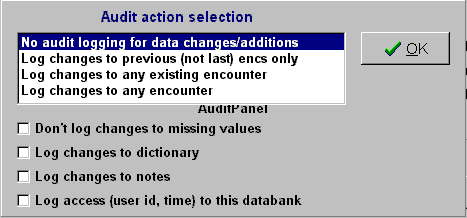 Audit action selection
No audit logging for data changes/additions
OK
Log changes to previous (not last) encs only
Log changes to any existing encounter
Log changes to any encounter
AuditPanel
Don't log changes to missing values
Log changes to dictionary
Log changes to notes
Log access (user id, time) to this databank